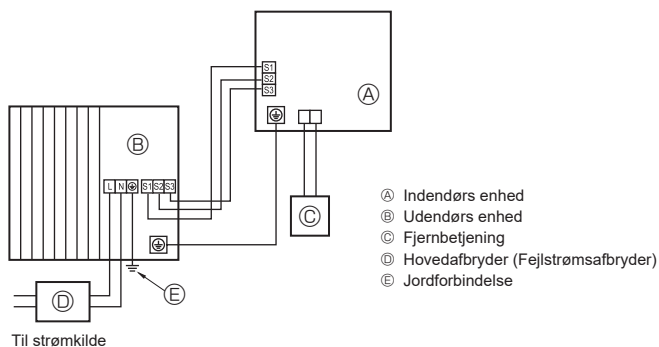 S1
S2
S3
Ⓐ
Ⓑ
L N S1 S2 S3
Ⓒ
Ⓓ
Ⓔ
Til strømkilde
Ⓐ Indendørs enhed
Ⓑ Udendørs enhed
Ⓒ Fjernbetjening
Ⓓ Hovedafbryder (Fejlstrømsafbryder)
Ⓔ Jordforbindelse